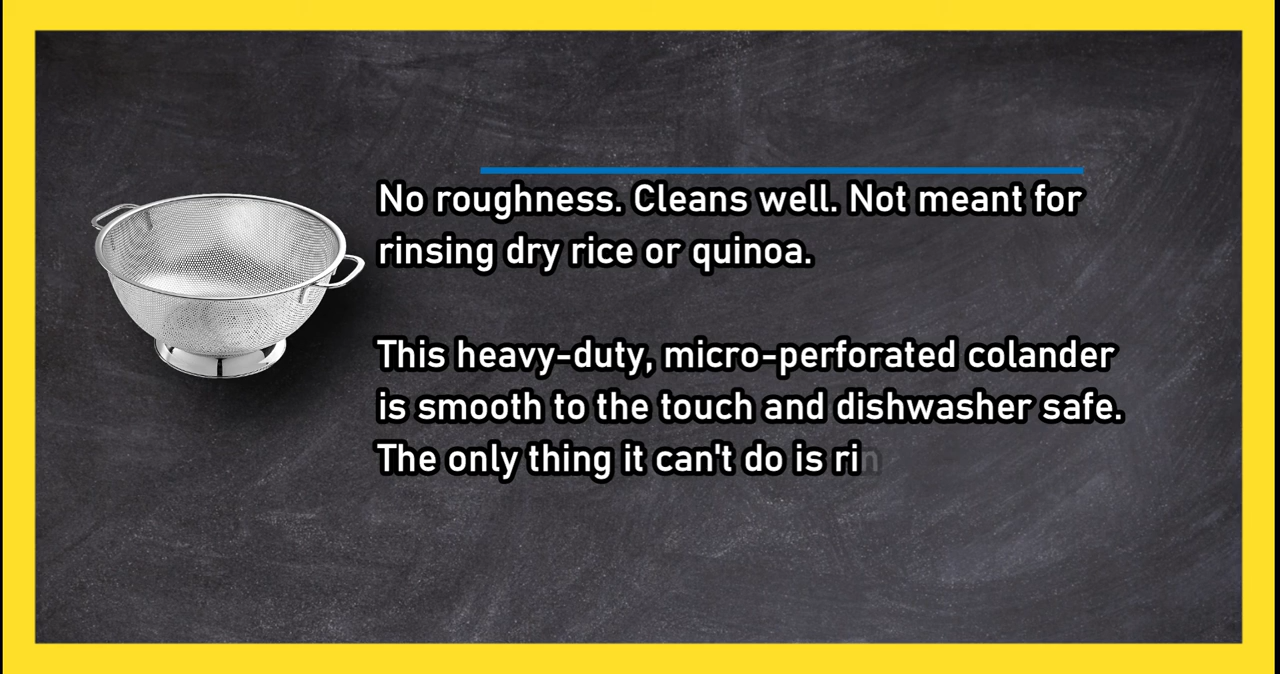 No roughness. Cleans well. Not meant for
rinsing dry rice or quinoa.
This heavy-duty, micro-perforated colander
is smooth to the touch and dishwasher safe.
The only thing it can't do is rin